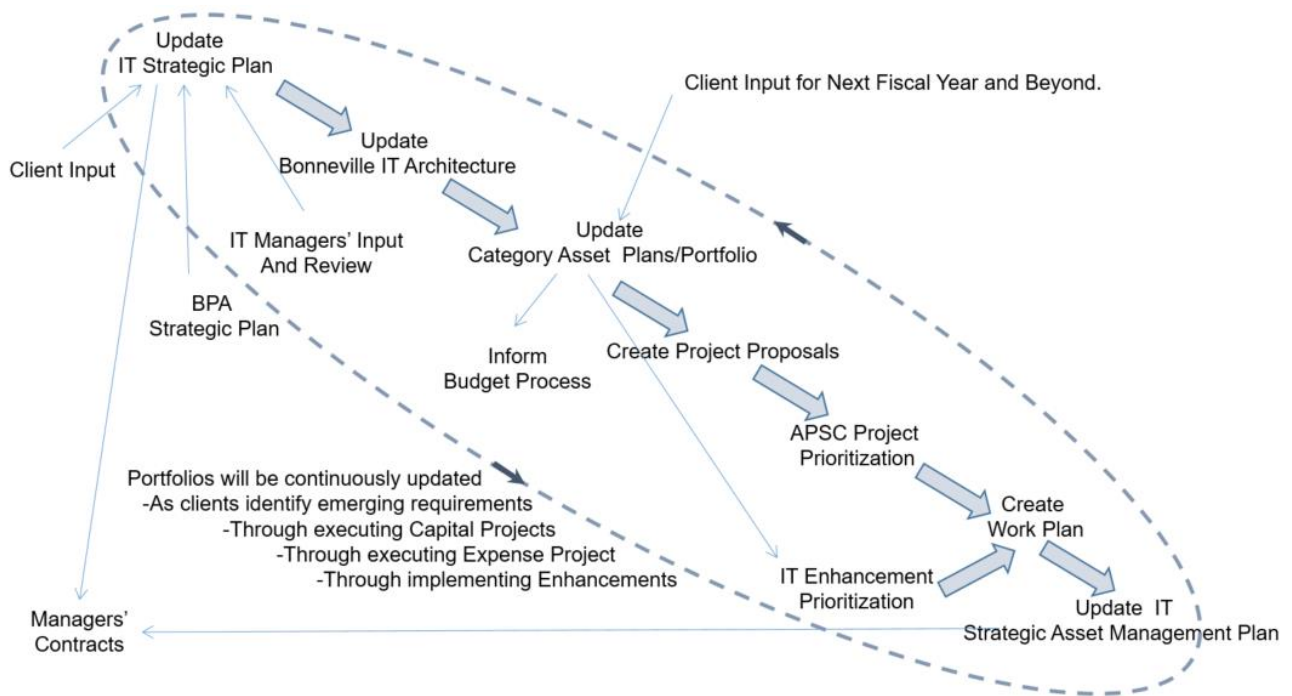 Update
IT Strategic Plan
Client Input for Next Fiscal Year and Beyond.
Update
Bonneville IT Architecture
Client Input
IT Managers' Input
And Review
Update
Category Asset Plans/Portfolio
BPA
Strategic Plan
Inform
Budget Process
Create Project Proposals
APSC Project
Prioritization
Portfolios will be continuously updated
-As clients identify emerging requirements
-Through executing Capital Projects
-Through executing Expense Project
-Through implementing Enhancements
Create
Work Plan
IT Enhancement
Prioritization
Update IT
Strategic Asset Management Plan
Managers'
Contracts